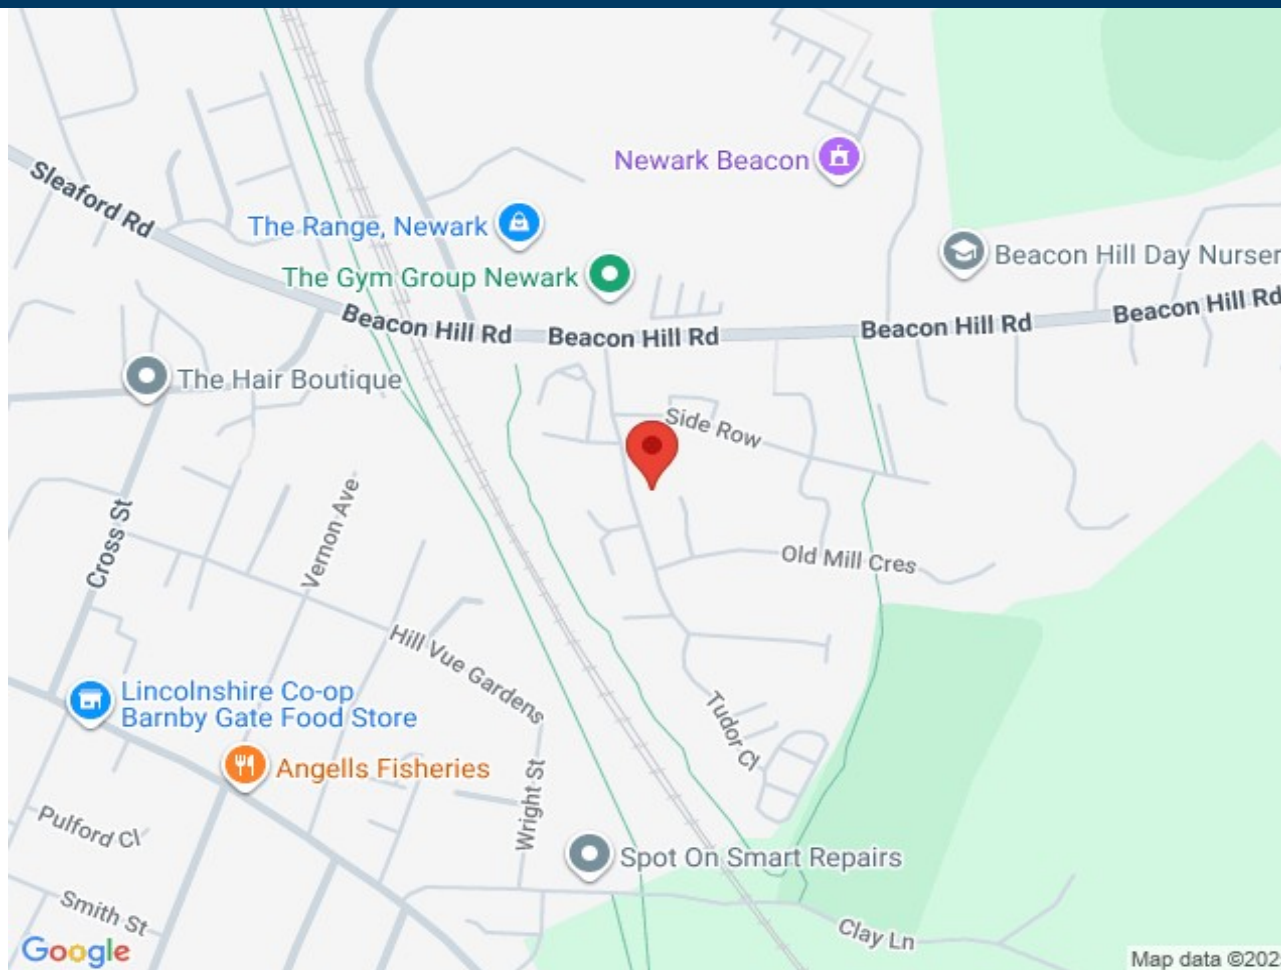 Newark Beacon
Sleaford Rd
The Range, Newark
Beacon Hill Day Nurser
The Gym Group Newark
Beacon Hill Rd
Beacon Hill Rd
Beacon Hill Rd
Beacon Hill Rd
The Hair Boutique
Side Row
Cross St
Vernon Ave
Old Mill Cres
Hill Vue Gardens
Lincolnshire Co-op
Barnby Gate Food Store
Tudor Cl
Angells Fisheries
Wright St
Pulford Cl
Spot On Smart Repairs
Smith St
Clay Ln
Google
Map data ©202